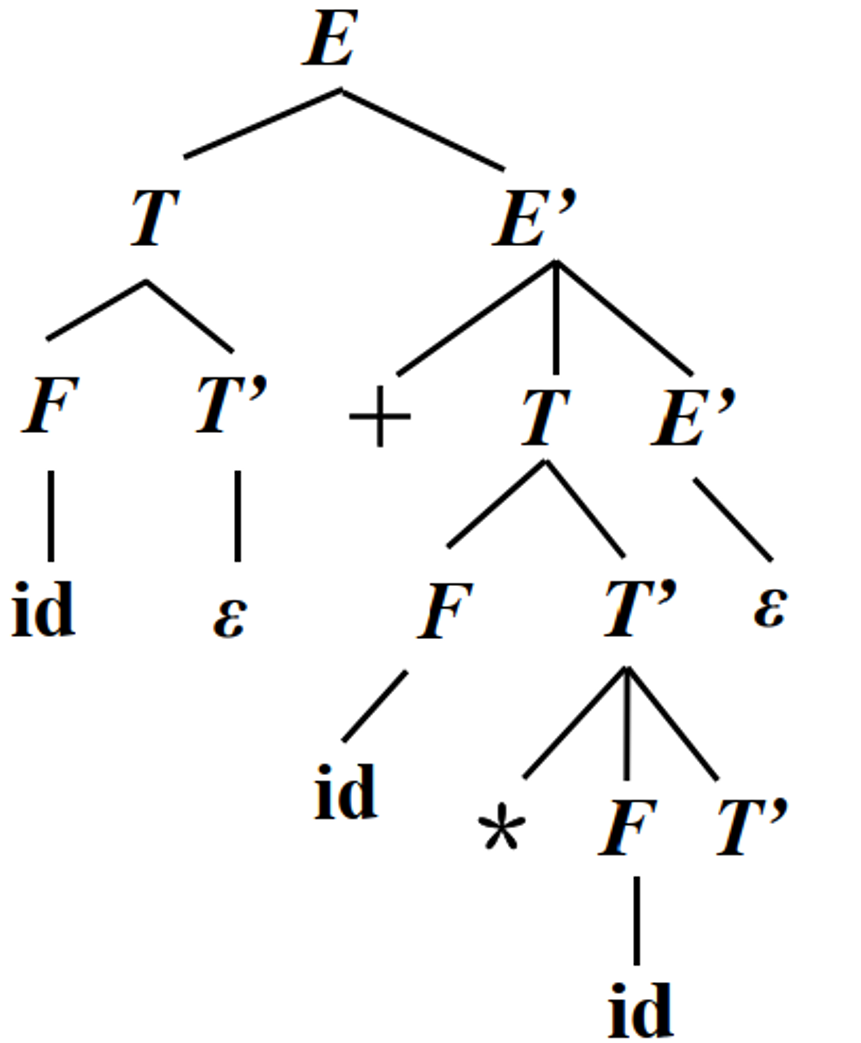 E
T E’
F T’ + T E’
id ε F T’ ε
id * F T’
id